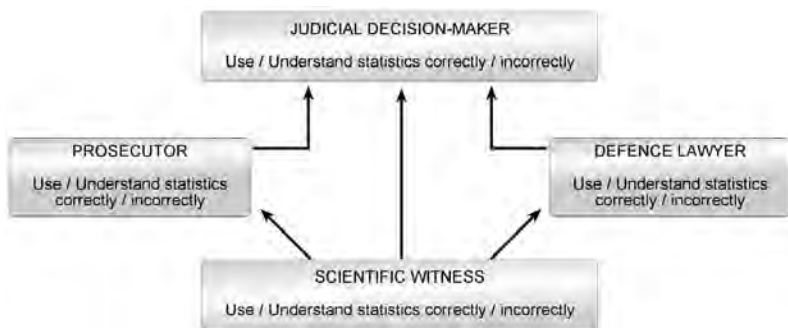 JUDICIAL DECISION-MAKER
Use / Understand statistics correctly / incorrectly
PROSECUTOR
Use / Understand statistics
correctly / incorrectly
DEFENCE LAWYER
Use / Understand statistics
correctly / incorrectly
SCIENTIFIC WITNESS
Use / Understand statistics correctly / incorrectly